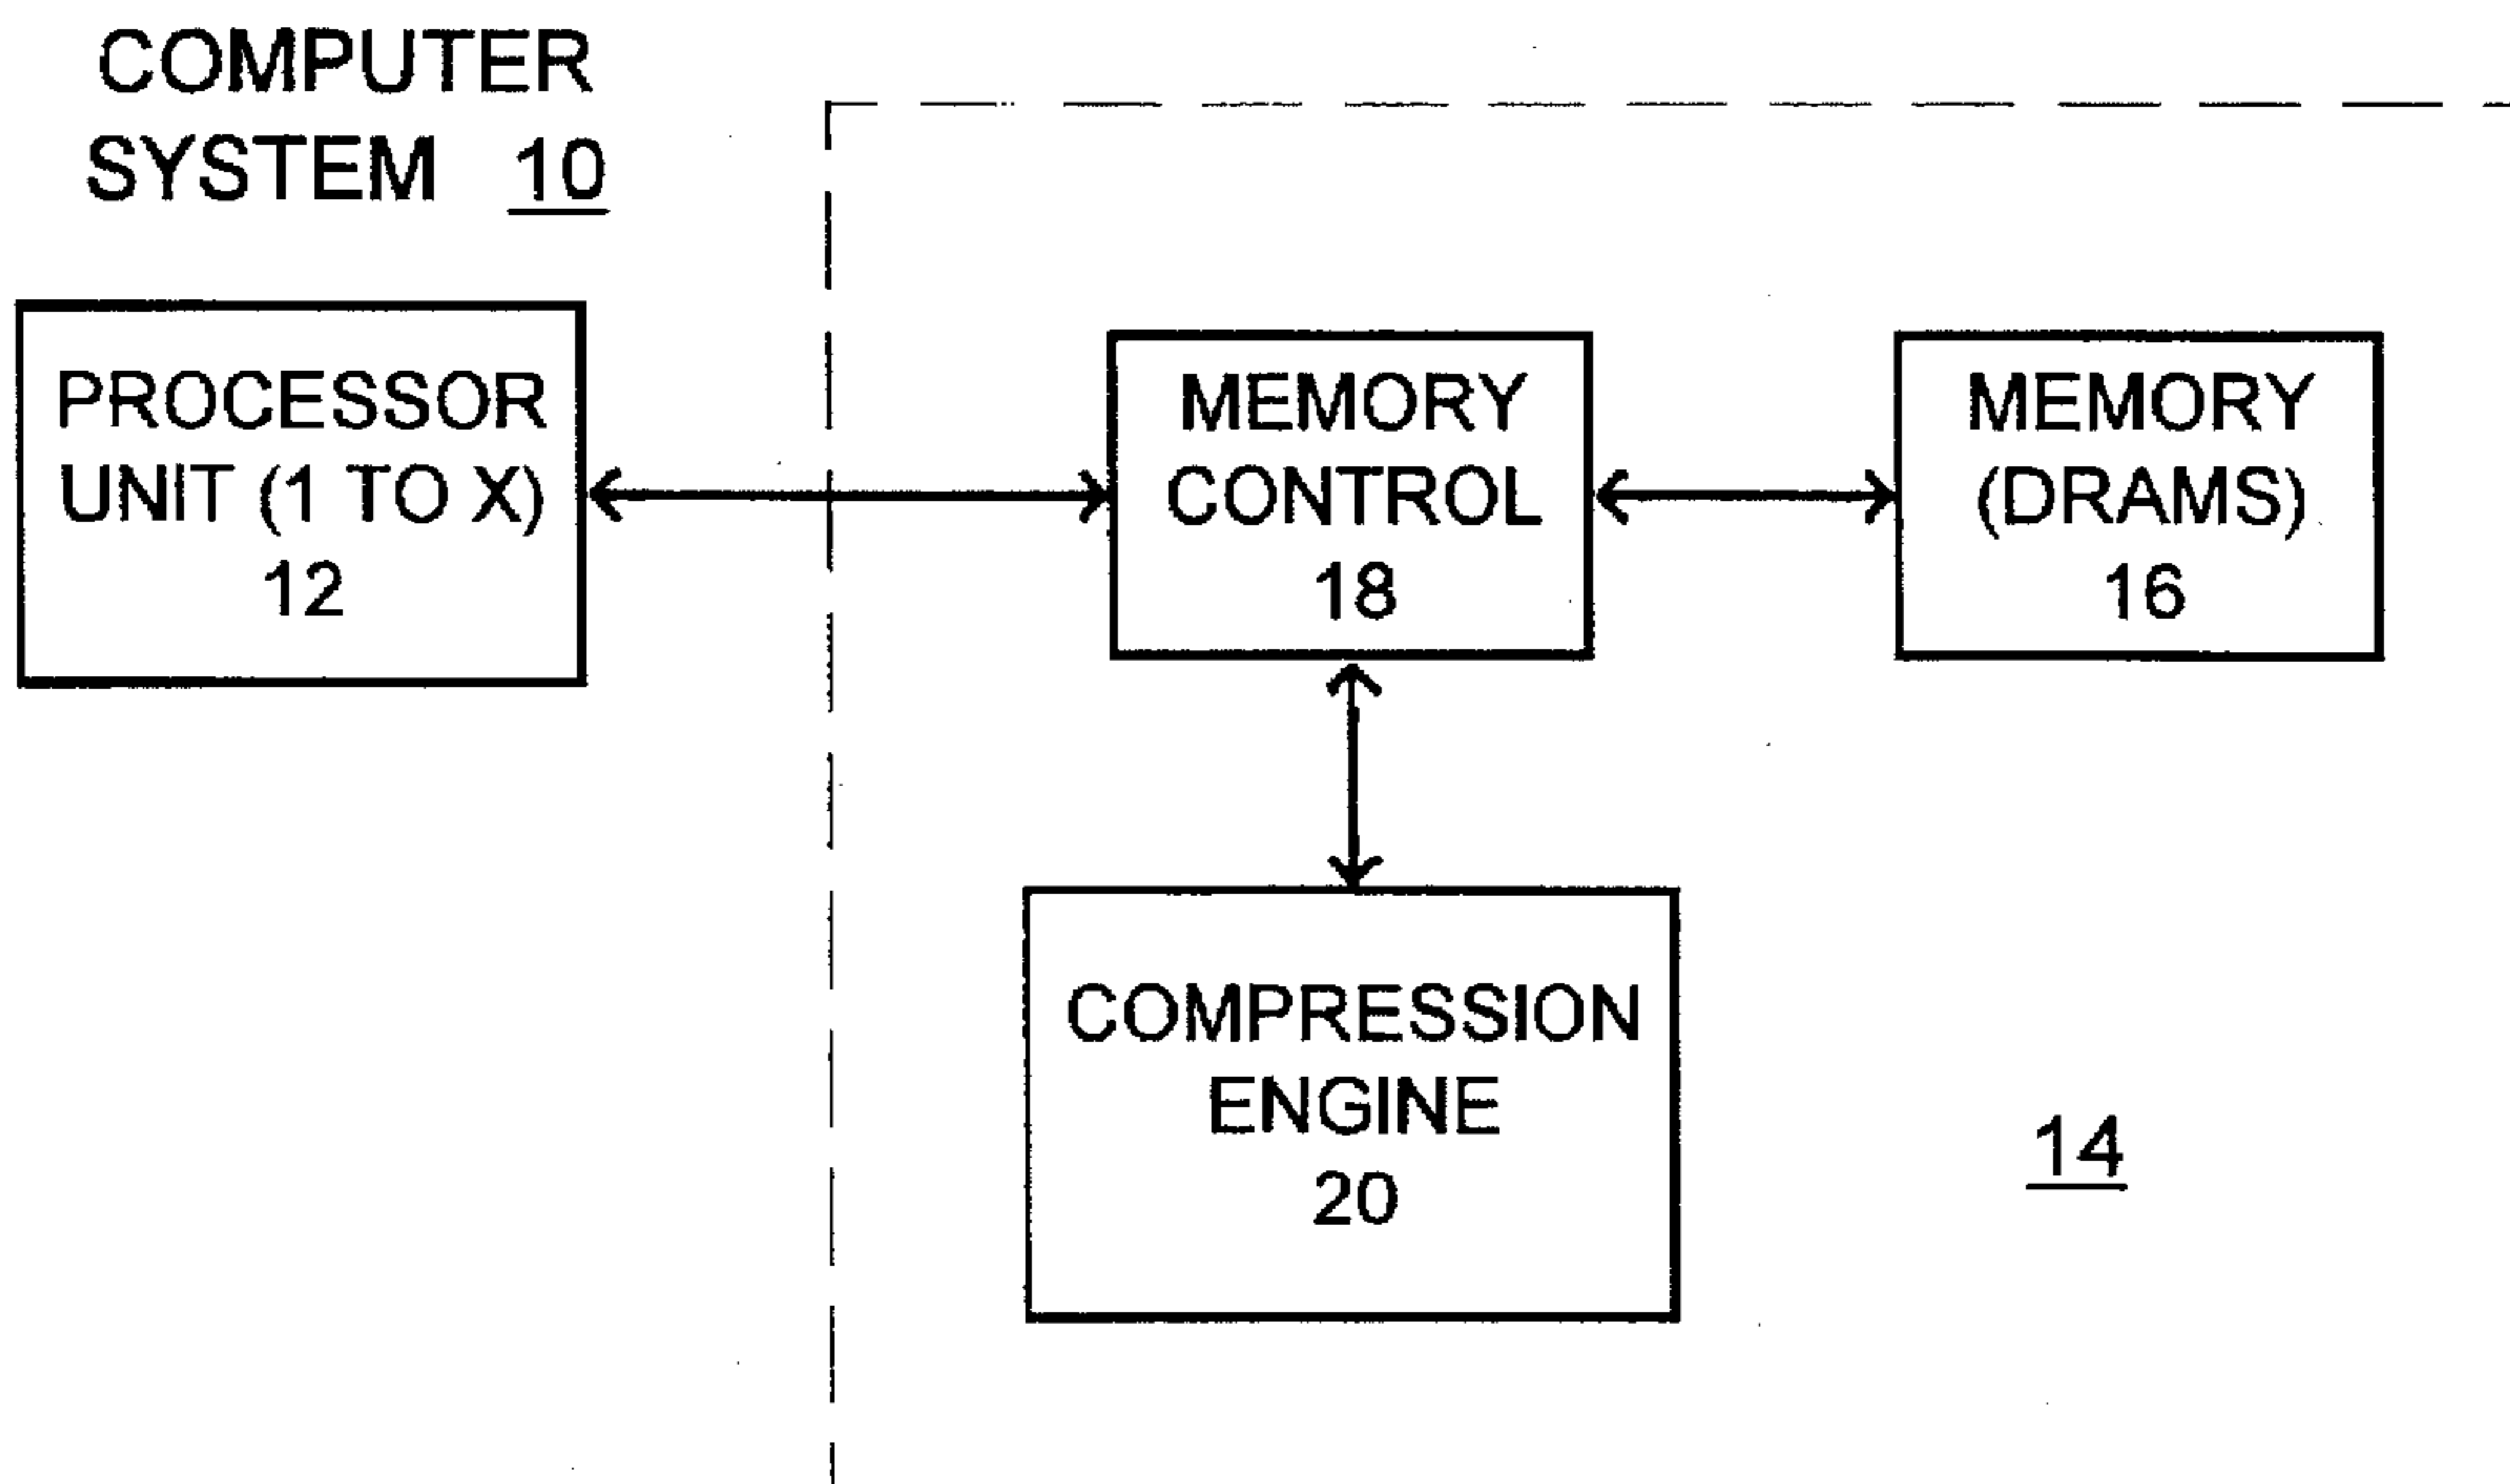 COMPUTER
SYSTEM 10
PROCESSOR
UNIT (1 TO X)
12
MEMORY
CONTROL
18
MEMORY
(DRAMS)
16
COMPRESSION
ENGINE
20
14